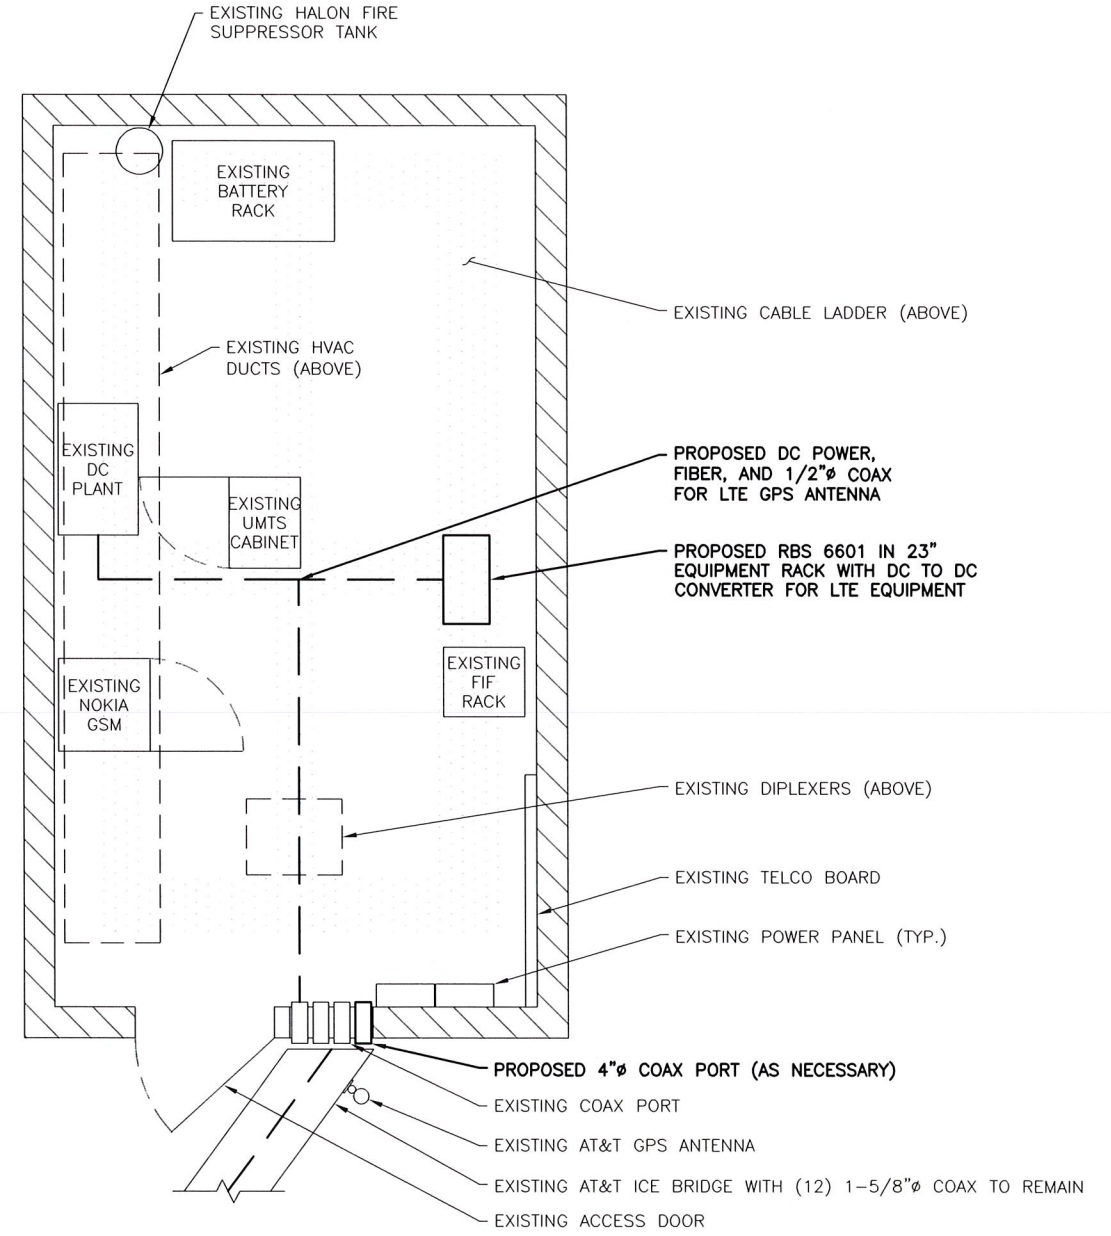 EXISTING HALON FIRE
SUPPRESSOR TANK
EXISTING
BATTERY
RACK
EXISTING CABLE LADDER (ABOVE)
EXISTING HVAC
DUCTS (ABOVE)
EXISTING
DC
PLANT
PROPOSED DC POWER,
FIBER, AND 1/2"ø COAX
FOR LTE GPS ANTENNA
EXISTING
UMTS
CABINET
PROPOSED RBS 6601 IN 23"
EQUIPMENT RACK WITH DC TO DC
CONVERTER FOR LTE EQUIPMENT
EXISTING
NOKIA
GSM
EXISTING
FIF
RACK
EXISTING DIPLEXERS (ABOVE)
EXISTING TELCO BOARD
EXISTING POWER PANEL (TYP.)
PROPOSED 4"ø COAX PORT (AS NECESSARY)
EXISTING COAX PORT
EXISTING AT&T GPS ANTENNA
EXISTING AT&T ICE BRIDGE WITH (12) 1-5/8"ø COAX TO REMAIN
EXISTING ACCESS DOOR